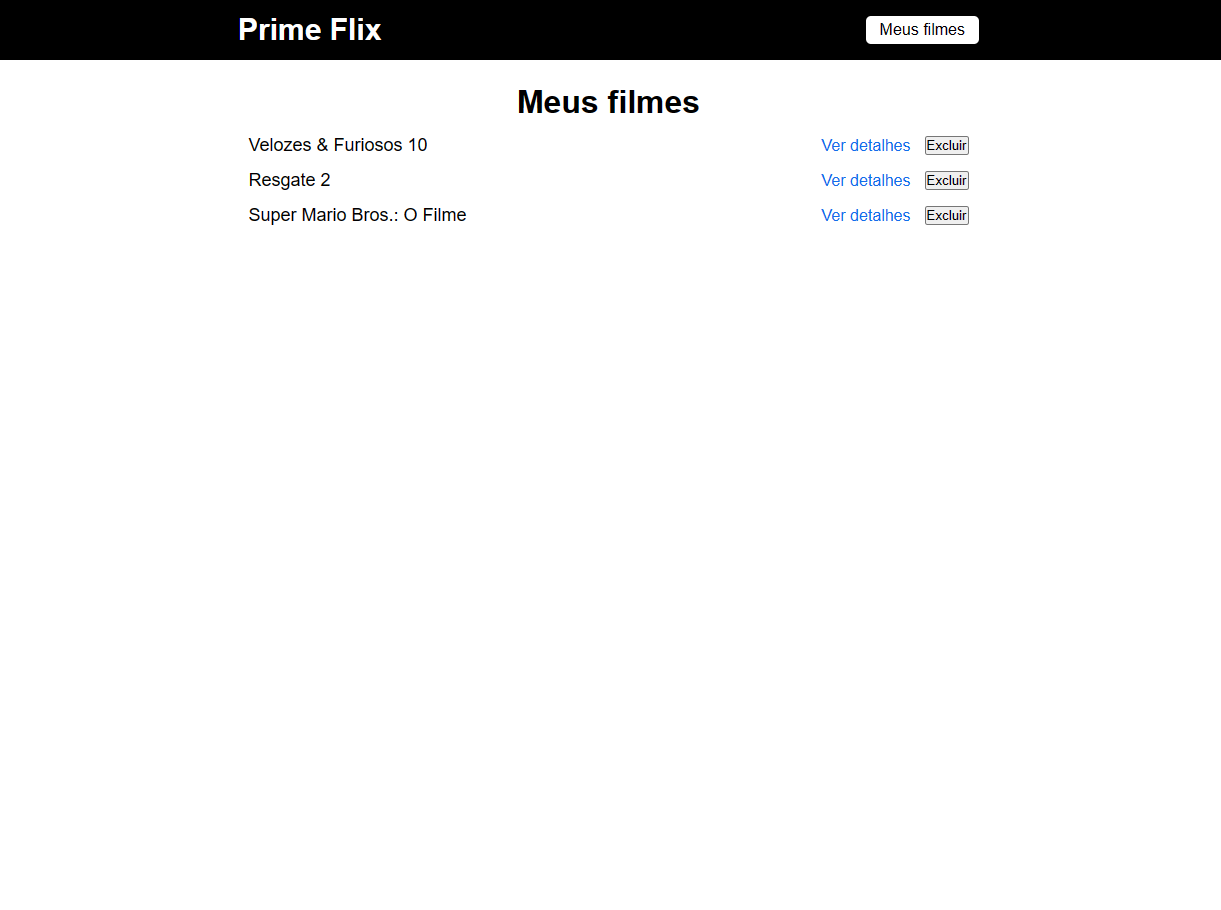 Prime Flix Meus filmes
Meus filmes
Velozes & Furiosos 10 Ver detalhes Excluir
Resgate 2 Ver detalhes Excluir
Super Mario Bros.: O Filme Ver detalhes Excluir